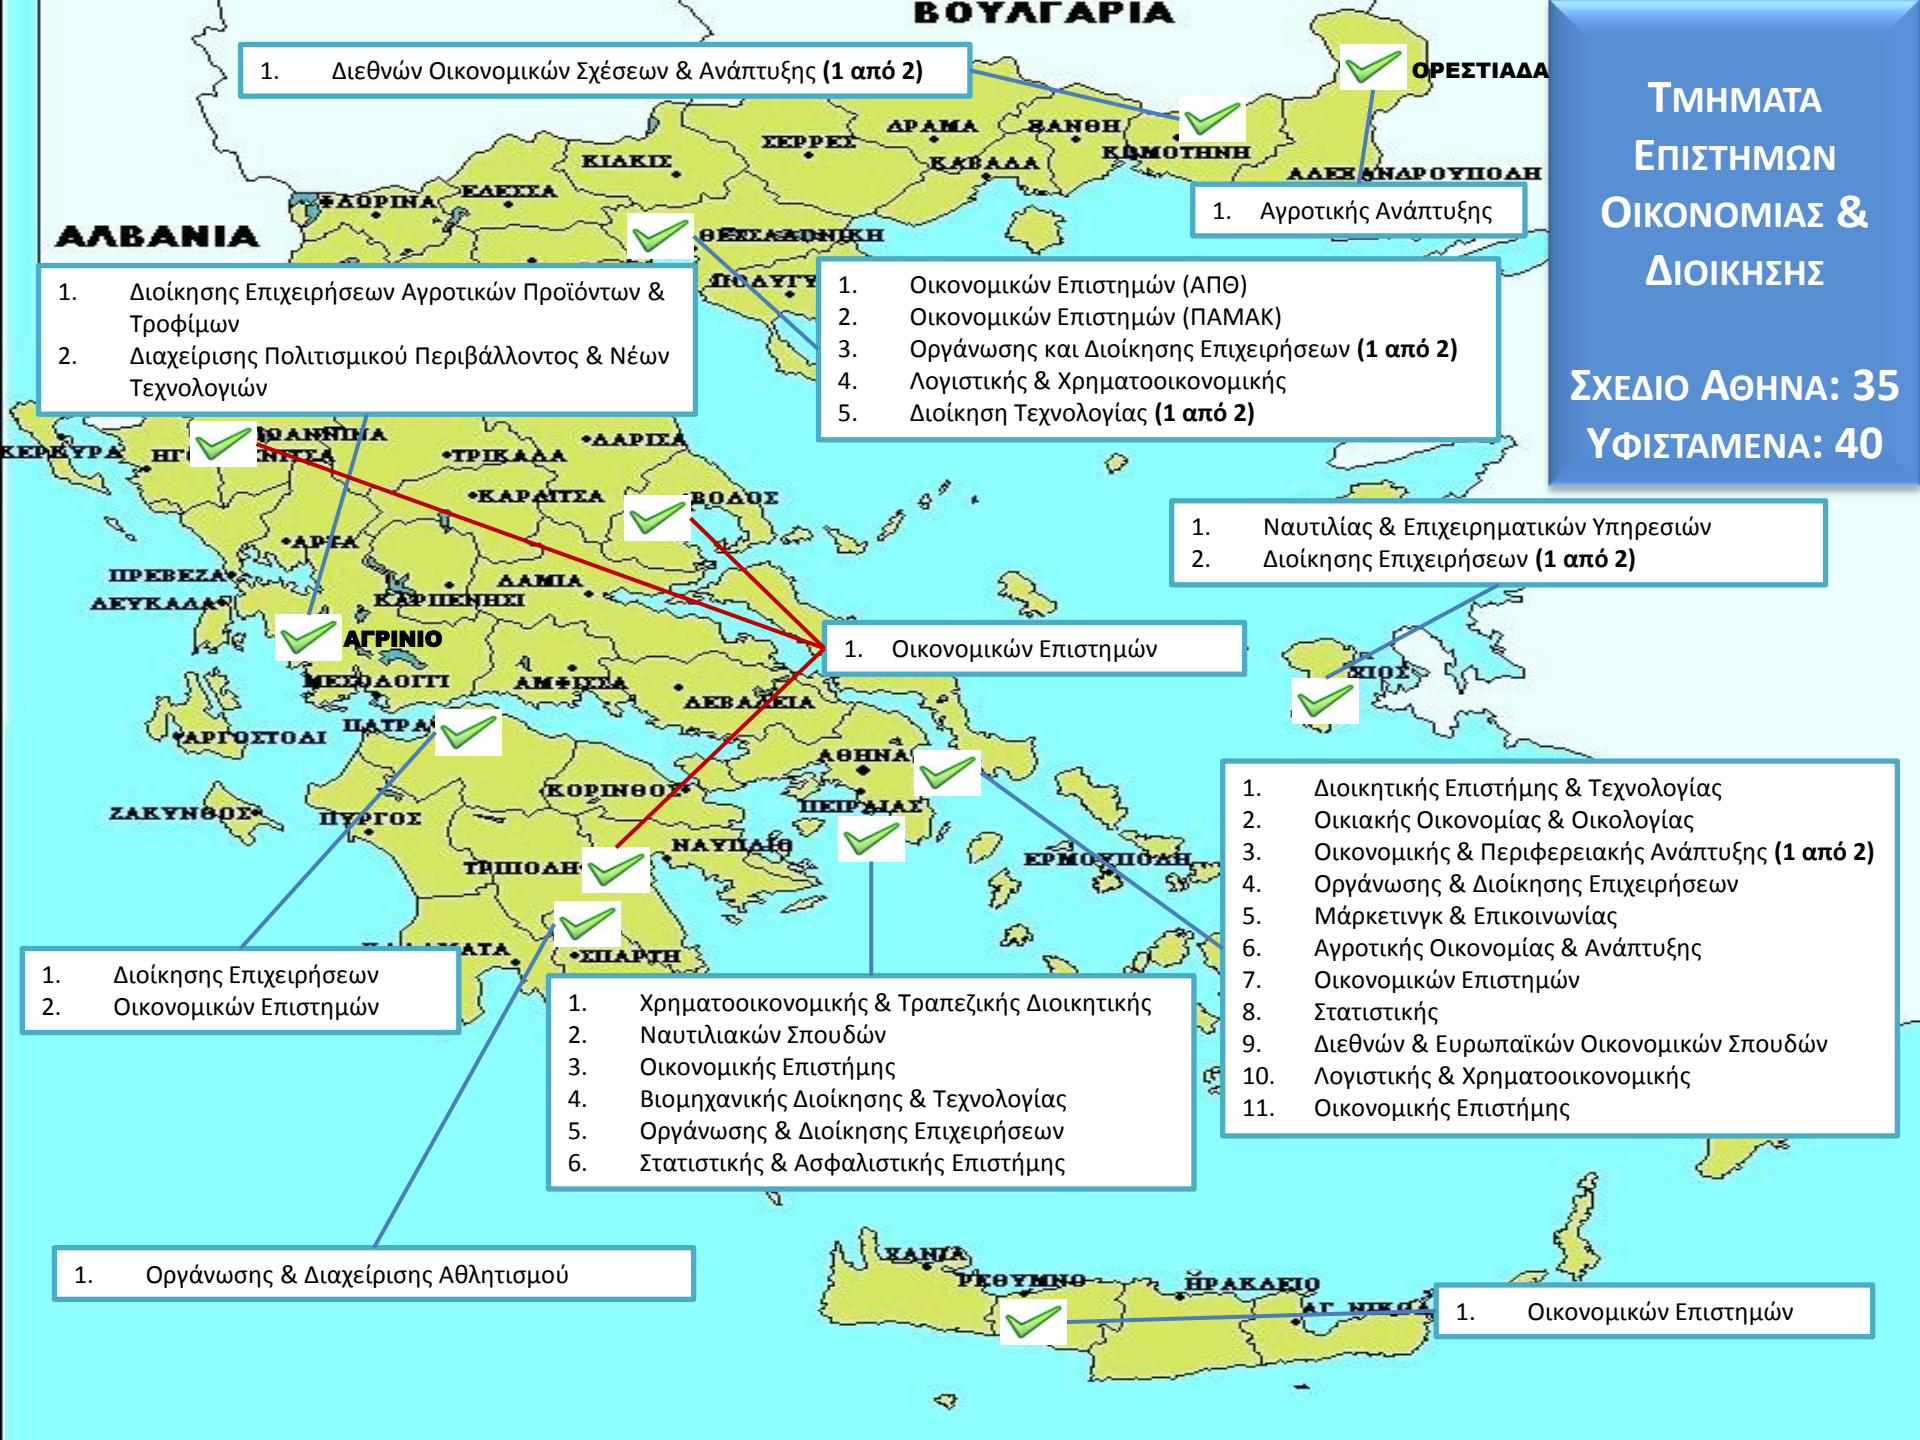 ΒΟΥΛΓΑΡΙΑ
1. Διεθνών Οικονομικών Σχέσεων & Ανάπτυξης (1 από 2)
ΟΡΕΣΤΙΑΔΑ
ΤΜΗΜΑΤΑ
ΕΠΙΣΤΗΜΩΝ
ΟΙΚΟΝΟΜΙΑΣ &
ΔΙΟΙΚΗΣΗΣ
ΣΧΕΔΙΟ ΑΘΗΝΑ: 35
ΥΦΙΣΤΑΜΕΝΑ: 40
ΔΡΑΜΑ
ΞΑΝΘΗ
ΣΕΡΡΕΣ
ΚΙΛΚΙΣ
ΚΑΒΑΛΑ
ΚΟΜΟΤΗΝΗ
ΑΛΕΞΑΝΔΡΟΥΠΟΛΗ
ΕΔΕΣΣΑ
ΦΛΩΡΙΝΑ
1. Αγροτικής Ανάπτυξης
ΑΛΒΑΝΙΑ
ΘΕΣΣΑΛΟΝΙΚΗ
ΠΟΛΥΓΥ
1. Διοίκησης Επιχειρήσεων Αγροτικών Προϊόντων &
Τροφίμων
2. Διαχείρισης Πολιτισμικού Περιβάλλοντος & Νέων
Τεχνολογιών
1. Οικονομικών Επιστημών (ΑΠΘ)
2. Οικονομικών Επιστημών (ΠΑΜΑΚ)
3. Οργάνωσης και Διοίκησης Επιχειρήσεων (1 από 2)
4. Λογιστικής & Χρηματοοικονομικής
5. Διοίκηση Τεχνολογίας (1 από 2)
ΚΕΡΚΥΡΑ
ΙΩΑΝΝΙΝΑ
ΛΑΡΙΣΑ
ΤΡΙΚΑΛΑ
ΚΑΡΔΙΤΣΑ
ΒΟΛΟΣ
1. Ναυτιλίας & Επιχειρηματικών Υπηρεσιών
2. Διοίκησης Επιχειρήσεων (1 από 2)
ΑΡΤΑ
ΠΡΕΒΕΖΑ
ΛΑΜΙΑ
ΛΕΥΚΑΔΑ
ΚΑΡΠΕΝΗΣΙ
ΑΓΡΙΝΙΟ
1. Οικονομικών Επιστημών
ΧΙΟΣ
ΜΕΣΟΛΟΓΓΙ
ΑΜΦΙΣΣΑ
ΛΕΒΑΔΕΙΑ
ΠΑΤΡΑ
ΑΡΓΟΣΤΟΛΙ
ΑΘΗΝΑ
ΚΟΡΙΝΘΟΣ
ΠΕΙΡΑΙΑΣ
ΖΑΚΥΝΘΟΣ
ΠΥΡΓΟΣ
ΝΑΥΠΛΙΟ
ΤΡΙΠΟΛΗ
ΕΡΜΟΥΠΟΛΗ
ΣΠΑΡΤΗ
1. Διοικητικής Επιστήμης & Τεχνολογίας
2. Οικιακής Οικονομίας & Οικολογίας
3. Οικονομικής & Περιφερειακής Ανάπτυξης (1 από 2)
4. Οργάνωσης & Διοίκησης Επιχειρήσεων
5. Μάρκετινγκ & Επικοινωνίας
6. Αγροτικής Οικονομίας & Ανάπτυξης
7. Οικονομικών Επιστημών
8. Στατιστικής
9. Διεθνών & Ευρωπαϊκών Οικονομικών Σπουδών
10. Λογιστικής & Χρηματοοικονομικής
11. Οικονομικής Επιστήμης
1. Διοίκησης Επιχειρήσεων
2. Οικονομικών Επιστημών
1. Χρηματοοικονομικής & Τραπεζικής Διοικητικής
2. Ναυτιλιακών Σπουδών
3. Οικονομικής Επιστήμης
4. Βιομηχανικής Διοίκησης & Τεχνολογίας
5. Οργάνωσης & Διοίκησης Επιχειρήσεων
6. Στατιστικής & Ασφαλιστικής Επιστήμης
1. Οργάνωσης & Διαχείρισης Αθλητισμού
ΧΑΝΙΑ
ΡΕΘΥΜΝΟ
ΗΡΑΚΛΕΙΟ
ΑΓ. ΝΙΚΟΛΑ
1. Οικονομικών Επιστημών